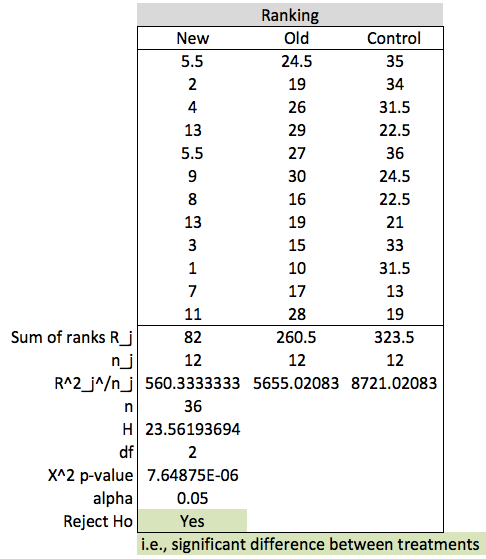 Ranking
New Old Control
5.5 24.5 35
2 19 34
4 26 31.5
13 29 22.5
5.5 27 36
9 30 24.5
8 16 22.5
13 19 21
3 15 33
1 10 31.5
7 17 13
11 28 19
Sum of ranks R_j 82 260.5 323.5
n_j 12 12 12
R^2_j^/n_j 560.3333333 5655.02083 8721.02083
n 36
H 23.56193694
df 2
X^2 p-value 7.64875E-06
alpha 0.05
Reject Ho Yes
i.e., significant difference between treatments